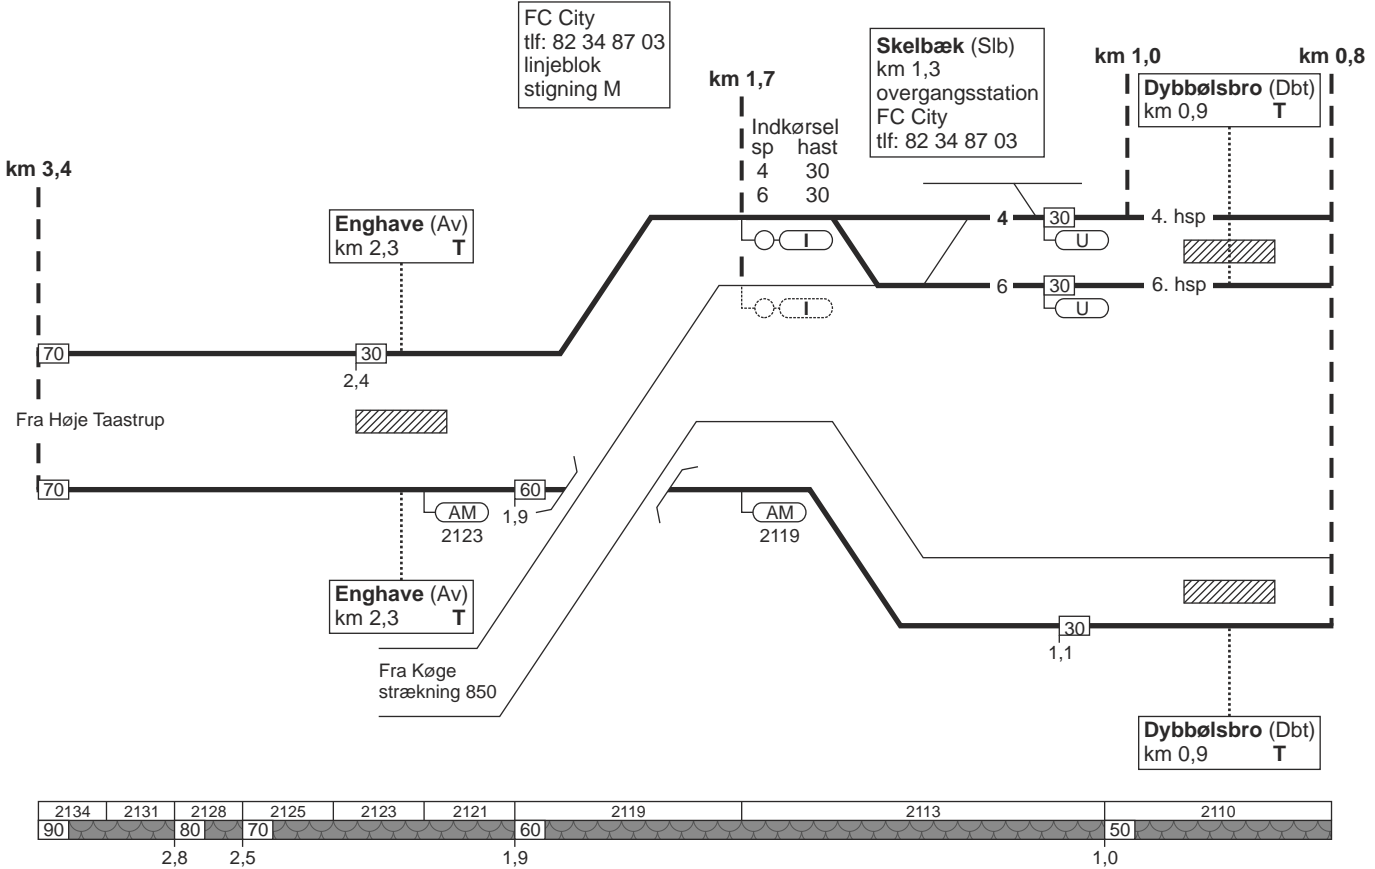 FC City
tlf: 82 34 87 03
linjeblok
stigning M
Skelbæk (Slb)
km 1,3
overgangsstation
FC City
tlf: 82 34 87 03
km 1,0
km 0,8
km 1,7
Dybbølsbro (Dbt)
km 0,9 T
Indkørsel
sp hast
4 30
6 30
km 3,4
Enghave (Av)
km 2,3 T
4 30 4. hsp
I U
6 30 6. hsp
I U
70 30
2,4
Fra Høje Taastrup
70 60
AM 1,9 AM
2123 2119
Enghave (Av)
km 2,3 T
30
1,1
Fra Køge
strækning 850
Dybbølsbro (Dbt)
km 0,9 T
2134 2131 2128 2125 2123 2121 2119 2113 2110
90 80 70 60 50
2,8 2,5 1,9 1,0